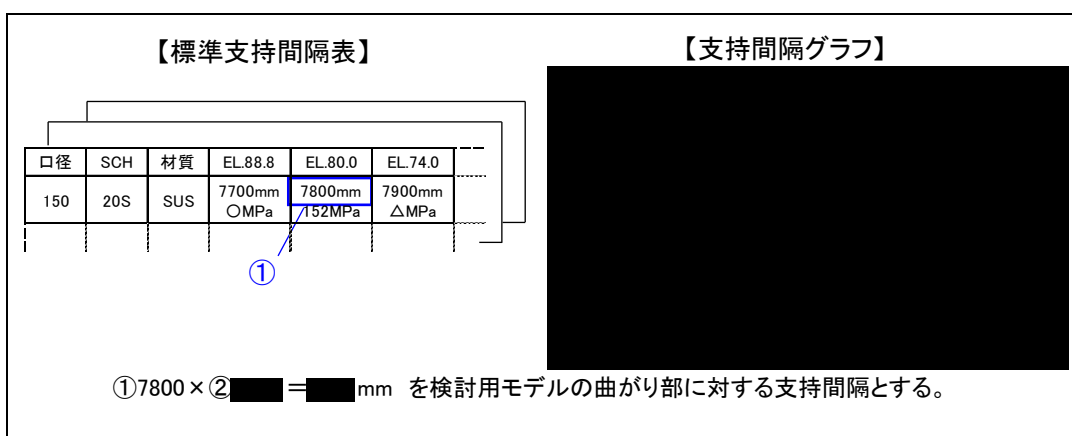 【標準支持間隔表】
【支持間隔グラフ】
口径 SCH 材質 EL.88.8 EL.80.0 EL.74.0
150 20S SUS 7700mm 7800mm 7900mm
○MPa 152MPa △MPa
①
①7800×② = mm を検討用モデルの曲がり部に対する支持間隔とする。